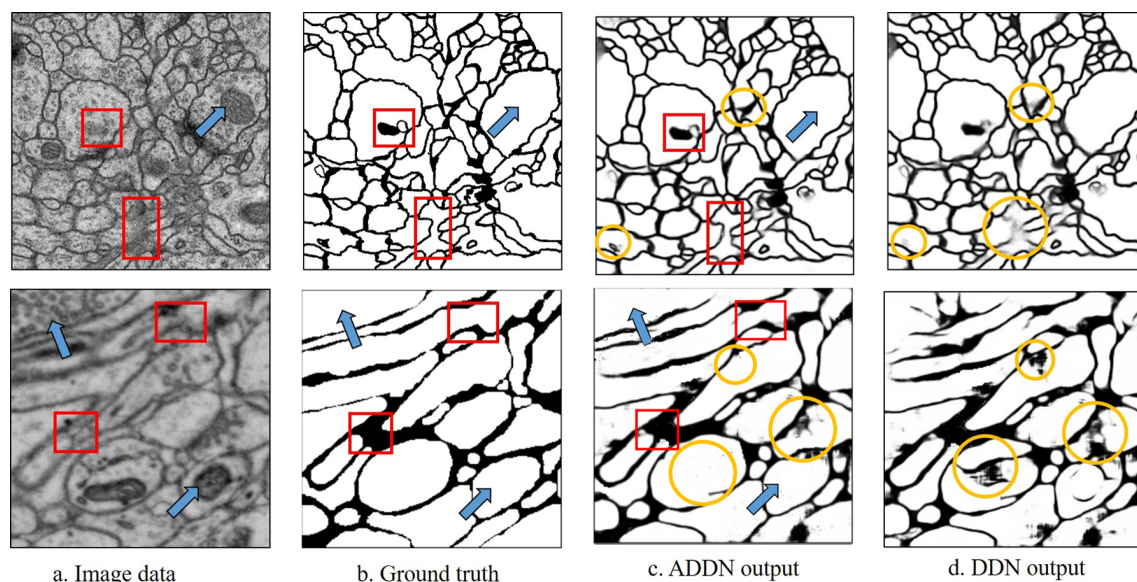 a. Image data
b. Ground truth
c. ADDN output
d. DDN output